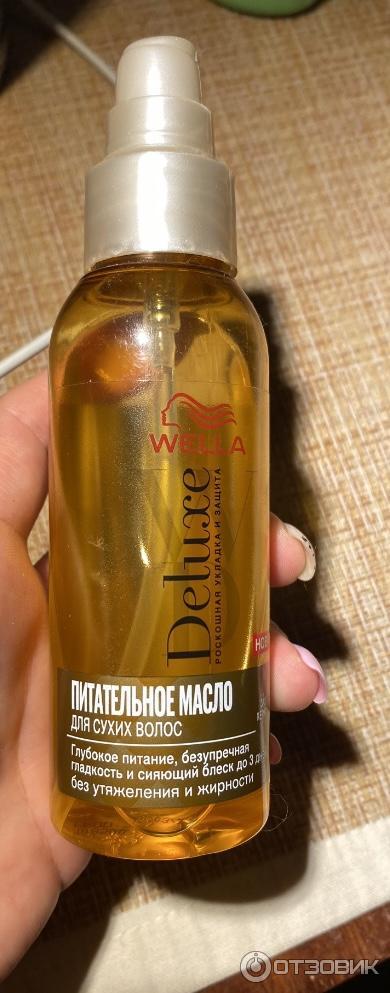 WELLA
Deluxe
РОСКОШНАЯ УКЛАДКА И ЗАЩИТА
ПИТАТЕЛЬНОЕ МАСЛО
ДЛЯ СУХИХ ВОЛОС
Глубокое питание, безупречная
гладкость и сияющий блеск до 3
без утяжеления и жирности
ОТЗОВИК